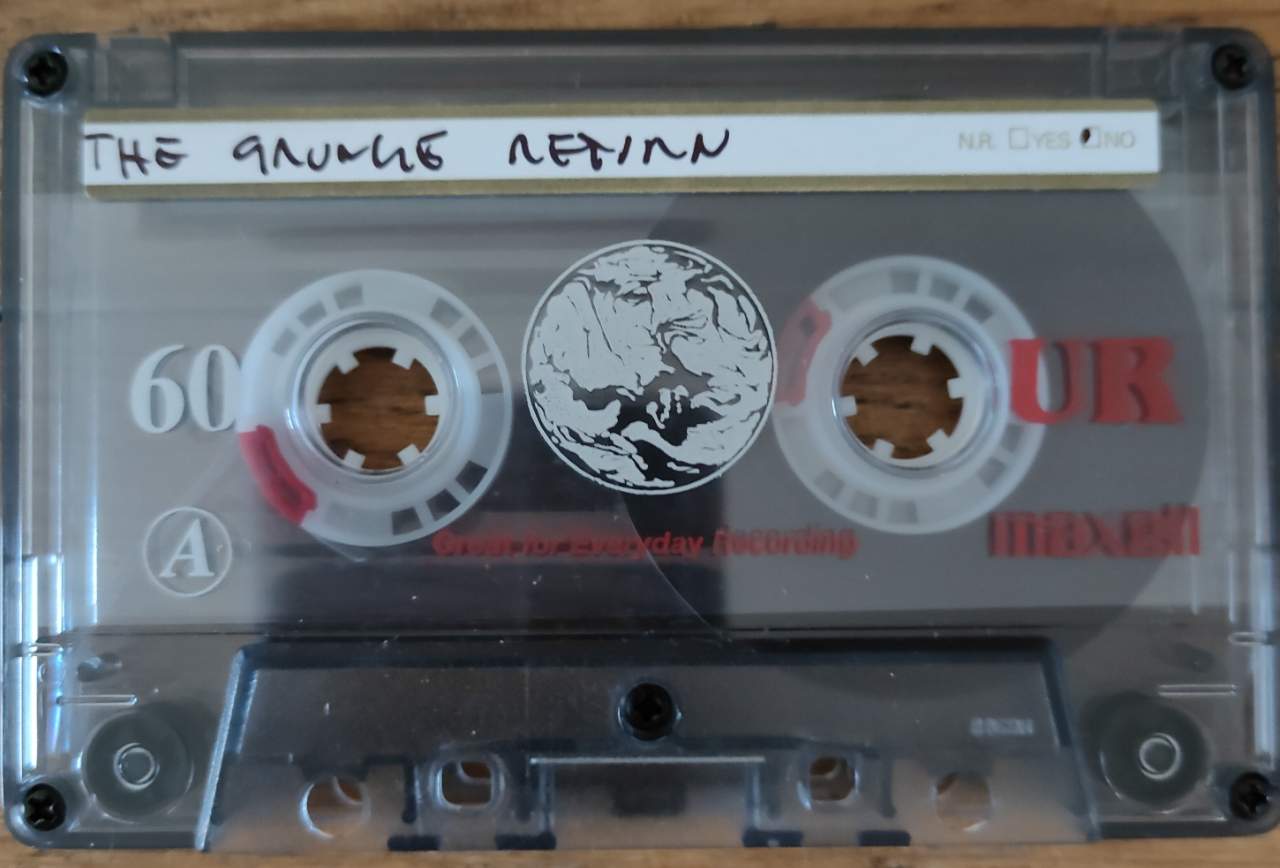 THE GRUNGE RETURN
N.R. YES NO
60 UR
A maxell
Great for Everyday Recording